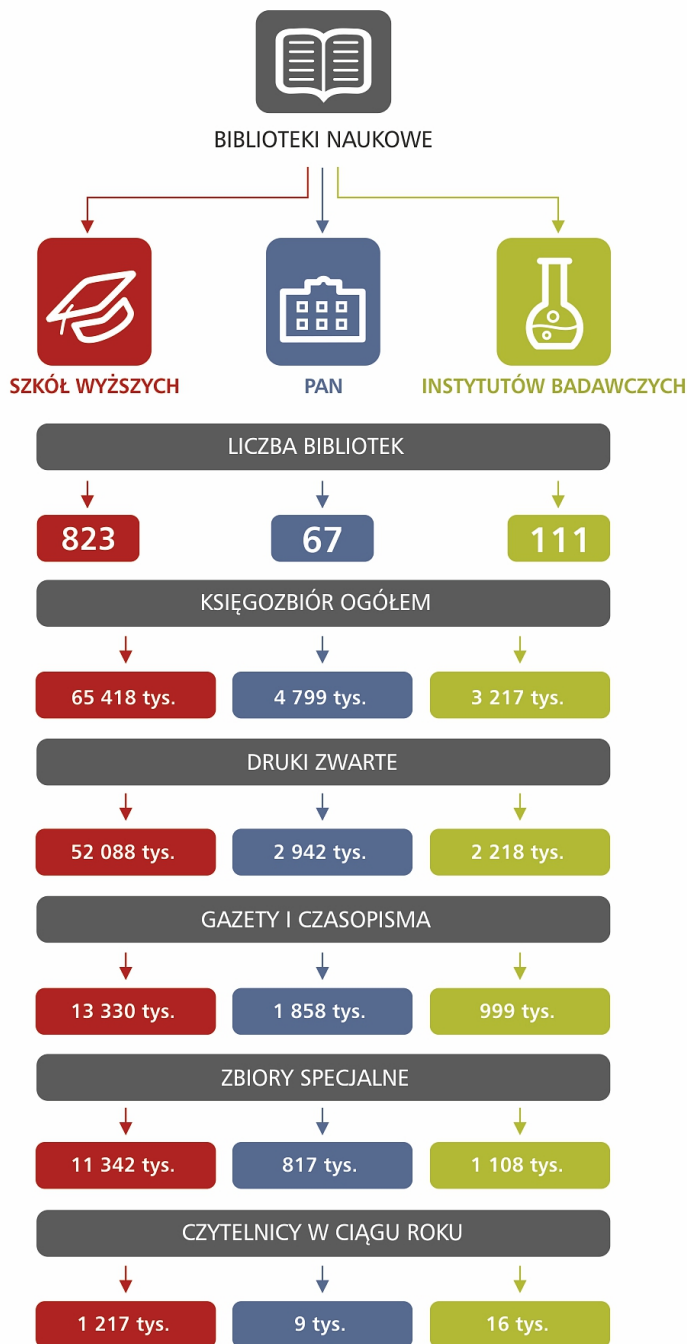 BIBLIOTEKI NAUKOWE
SZKÓŁ WYŻSZYCH
PAN
INSTYTUTÓW BADAWCZYCH
LICZBA BIBLIOTEK
823
67
111
KSIĘGOZBIÓR OGÓŁEM
65 418 tys.
4 799 tys.
3 217 tys.
DRUKI ZWARTE
52 088 tys.
2 942 tys.
2 218 tys.
GAZETY I CZASOPISMA
13 330 tys.
1 858 tys.
999 tys.
ZBIORY SPECJALNE
11 342 tys.
817 tys.
1 108 tys.
CZYTELNICY W CIĄGU ROKU
1 217 tys.
9 tys.
16 tys.